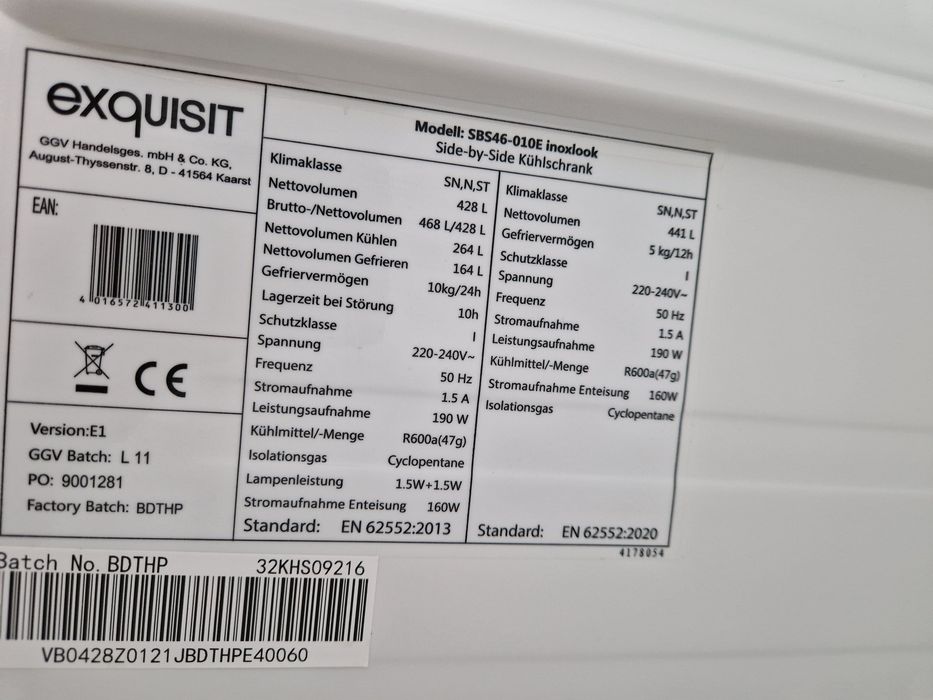 exquisit
GGV Handelsges. mbH & Co. KG,
August-Thyssenstr. 8, D - 41564 Kaarst
EAN:
4 016572 411300
Version:E1
GGV Batch: L 11
PO: 9001281
Factory Batch: BDTHP
Modell: SBS46-010E inoxlook
Side-by-Side Kühlschrank
Klimaklasse SN,N,ST
Nettovolumen 428 L
Brutto-/Nettovolumen 468 L/428 L
Nettovolumen Kühlen 264 L
Nettovolumen Gefrieren 164 L
Gefriervermögen 10kg/24h
Lagerzeit bei Störung 10h
Schutzklasse I
Spannung 220-240V~
Frequenz 50 Hz
Stromaufnahme 1.5 A
Leistungsaufnahme 190 W
Kühlmittel/-Menge R600a(47g)
Isolationsgas Cyclopentane
Lampenleistung 1.5W+1.5W
Stromaufnahme Enteisung 160W
Standard: EN 62552:2013
Klimaklasse SN,N,ST
Nettovolumen 441 L
Gefriervermögen 5 kg/12h
Schutzklasse I
Spannung 220-240V~
Frequenz 50 Hz
Stromaufnahme 1.5 A
Leistungsaufnahme 190 W
Kühlmittel/-Menge R600a(47g)
Stromaufnahme Enteisung 160W
Isolationsgas Cyclopentane
Standard: EN 62552:2020
4178054
Batch No. BDTHP 32KHS09216
VB0428Z0121JBDTHPE40060